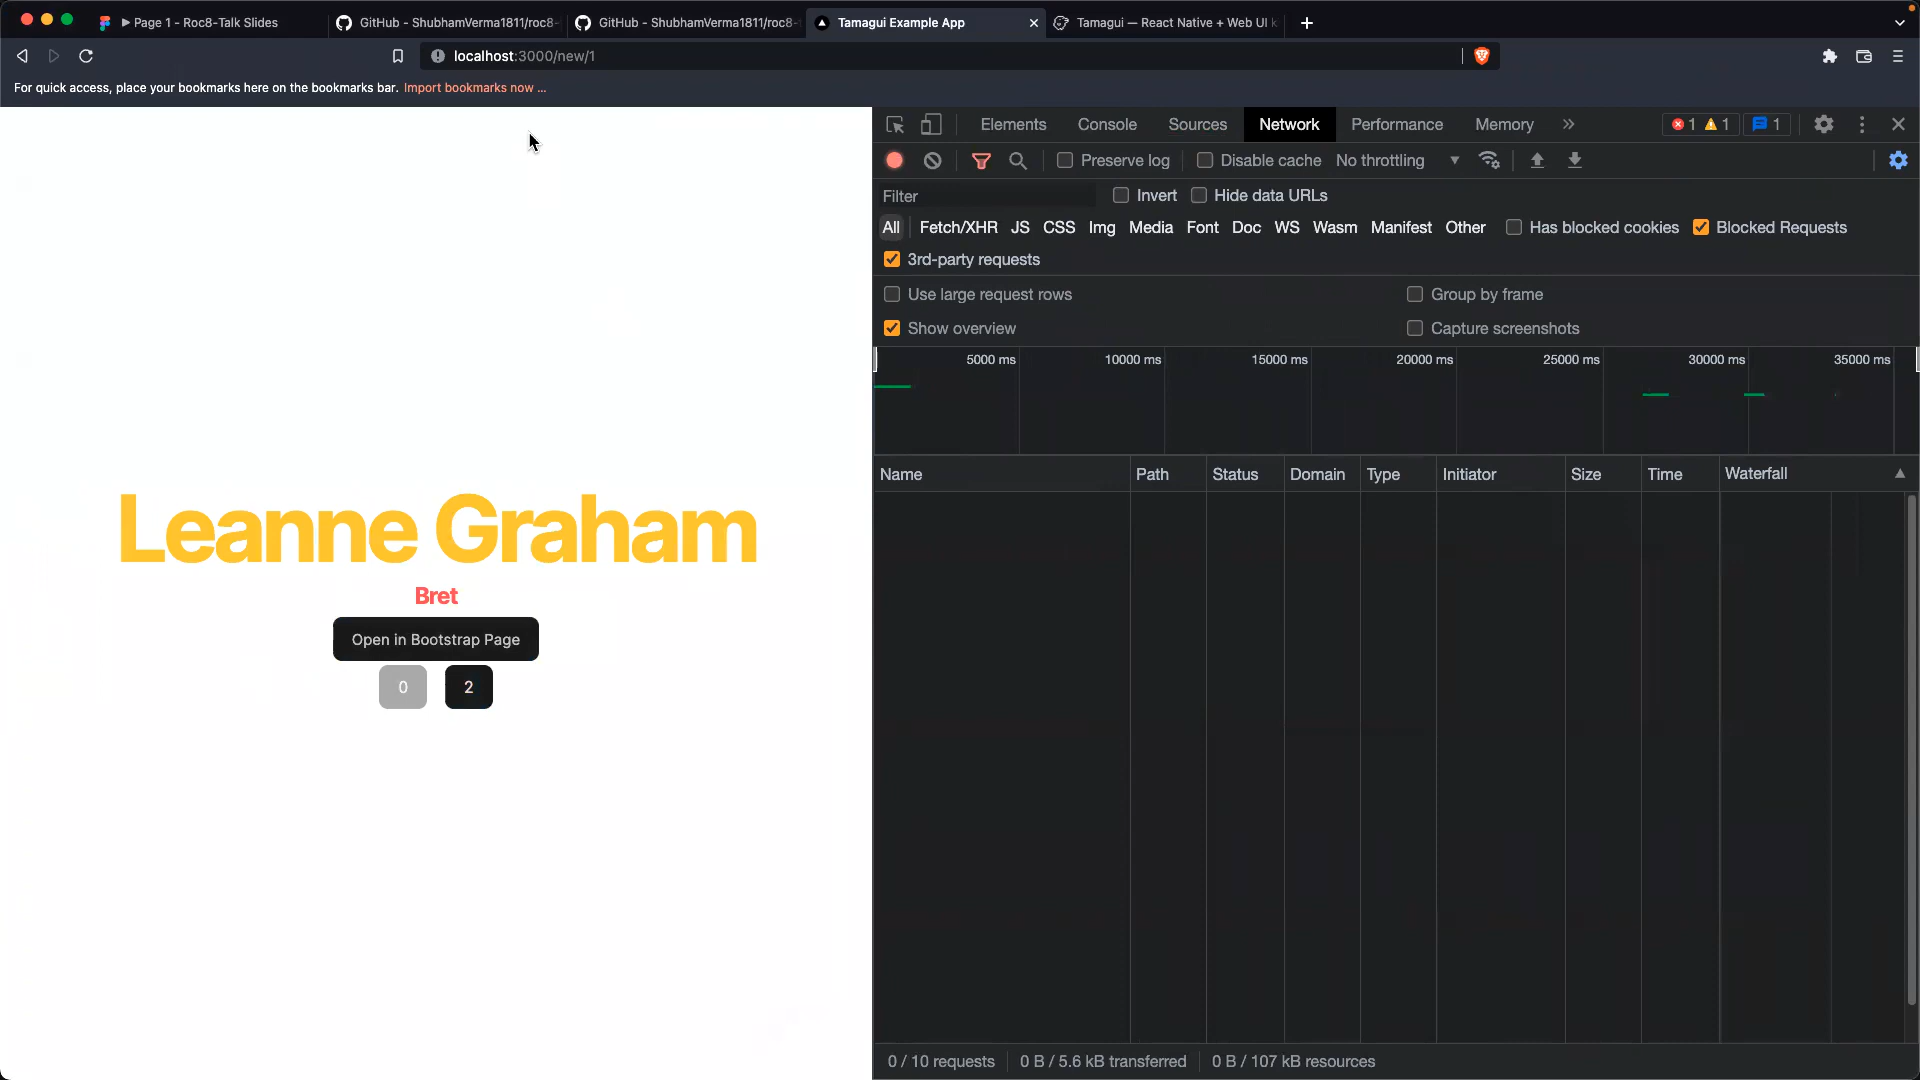 Page 1 - Roc8-Talk Slides
GitHub - ShubhamVerma1811/roc8-
GitHub - ShubhamVerma1811/roc8-
Tamagui Example App
Tamagui — React Native + Web UI k
localhost:3000/new/1
For quick access, place your bookmarks here on the bookmarks bar. Import bookmarks now ...
Elements Console Sources Network Performance Memory » 1 1 1
Preserve log Disable cache No throttling
Filter Invert Hide data URLs
All Fetch/XHR JS CSS Img Media Font Doc WS Wasm Manifest Other Has blocked cookies Blocked Requests
3rd-party requests
Use large request rows Group by frame
Show overview Capture screenshots
5000 ms 10000 ms 15000 ms 20000 ms 25000 ms 30000 ms 35000 ms
Name Path Status Domain Type Initiator Size Time Waterfall
Leanne Graham
Bret
Open in Bootstrap Page
0 2
0 / 10 requests 0 B / 5.6 kB transferred 0 B / 107 kB resources